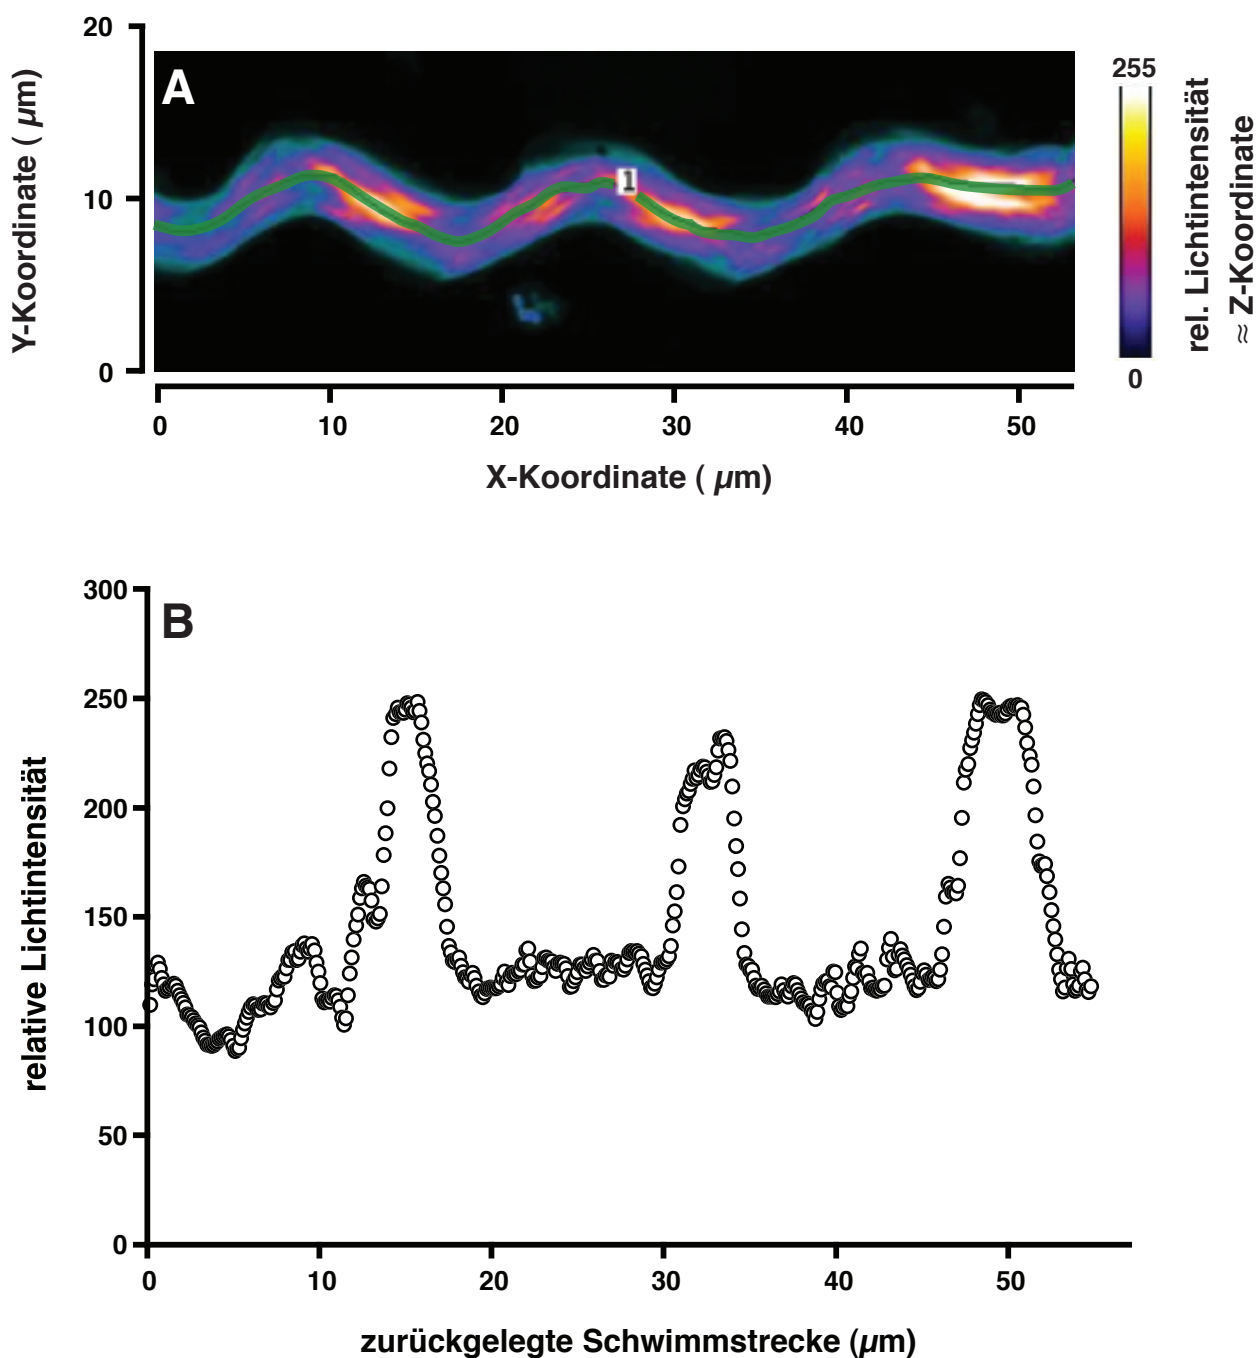 20
10
0
Y-Koordinate ( µm)
A
1
255
0
rel. Lichtintensität
≈ Z-Koordinate
0 10 20 30 40 50
X-Koordinate ( µm)
300
250
200
150
100
50
0
B
relative Lichtintensität
0 10 20 30 40 50
zurückgelegte Schwimmstrecke (µm)